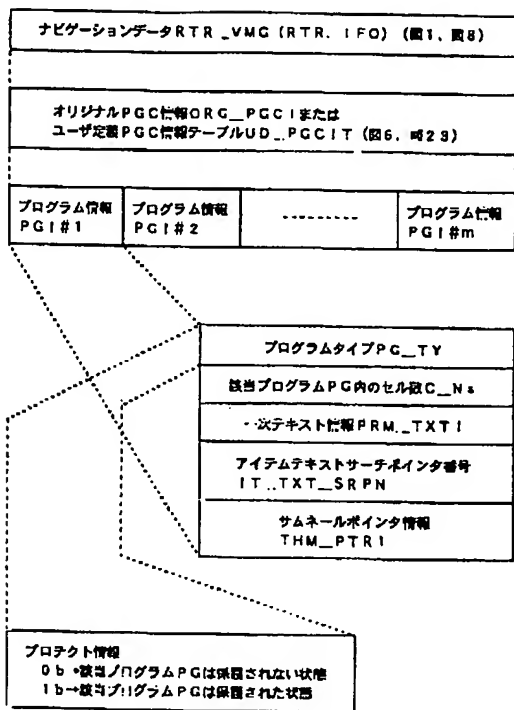 ナビゲーションデータRTR_VMG (RTR. IFO) (図1、図8)
オリジナルPGC情報ORG_PGCIまたは
ユーザ定義PGC情報テーブルUD_PGCIT (図6、図29)
プログラム情報
PGI#1
プログラム情報
PGI#2
---------
プログラム情報
PGI#m
プログラムタイプPG_TY
該当プログラムPG内のセル数C_Ns
一次テキスト情報PRM_TXTI
アイテムテキストサーチポインタ番号
IT_TXT_SRPN
サムネールポインタ情報
THM_PTRI
プロテクト情報
0b→該当プログラムPGは保護されない状態
1b→該当プログラムPGは保護された状態